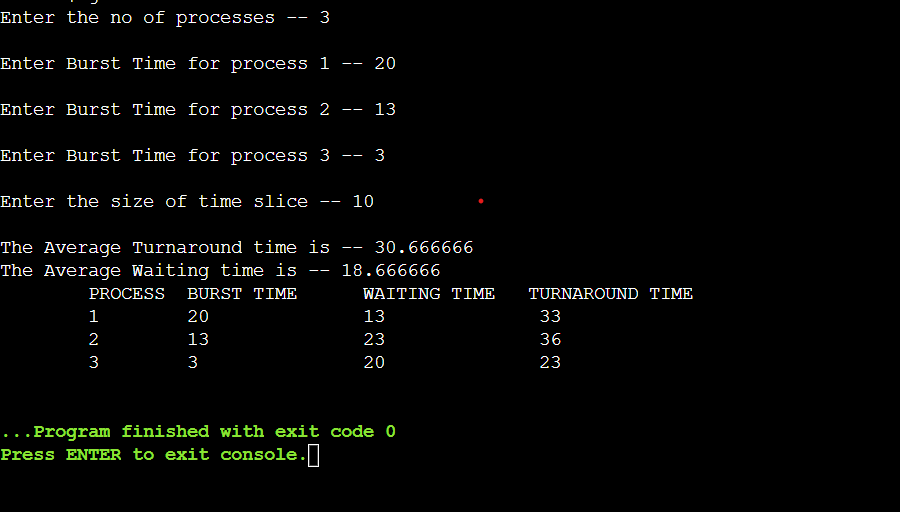 Enter the no of processes -- 3
Enter Burst Time for process 1 -- 20
Enter Burst Time for process 2 -- 13
Enter Burst Time for process 3 -- 3
Enter the size of time slice -- 10
The Average Turnaround time is -- 30.666666
The Average Waiting time is -- 18.666666
PROCESS BURST TIME WAITING TIME TURNAROUND TIME
1 20 13 33
2 13 23 36
3 3 20 23
...Program finished with exit code 0
Press ENTER to exit console.